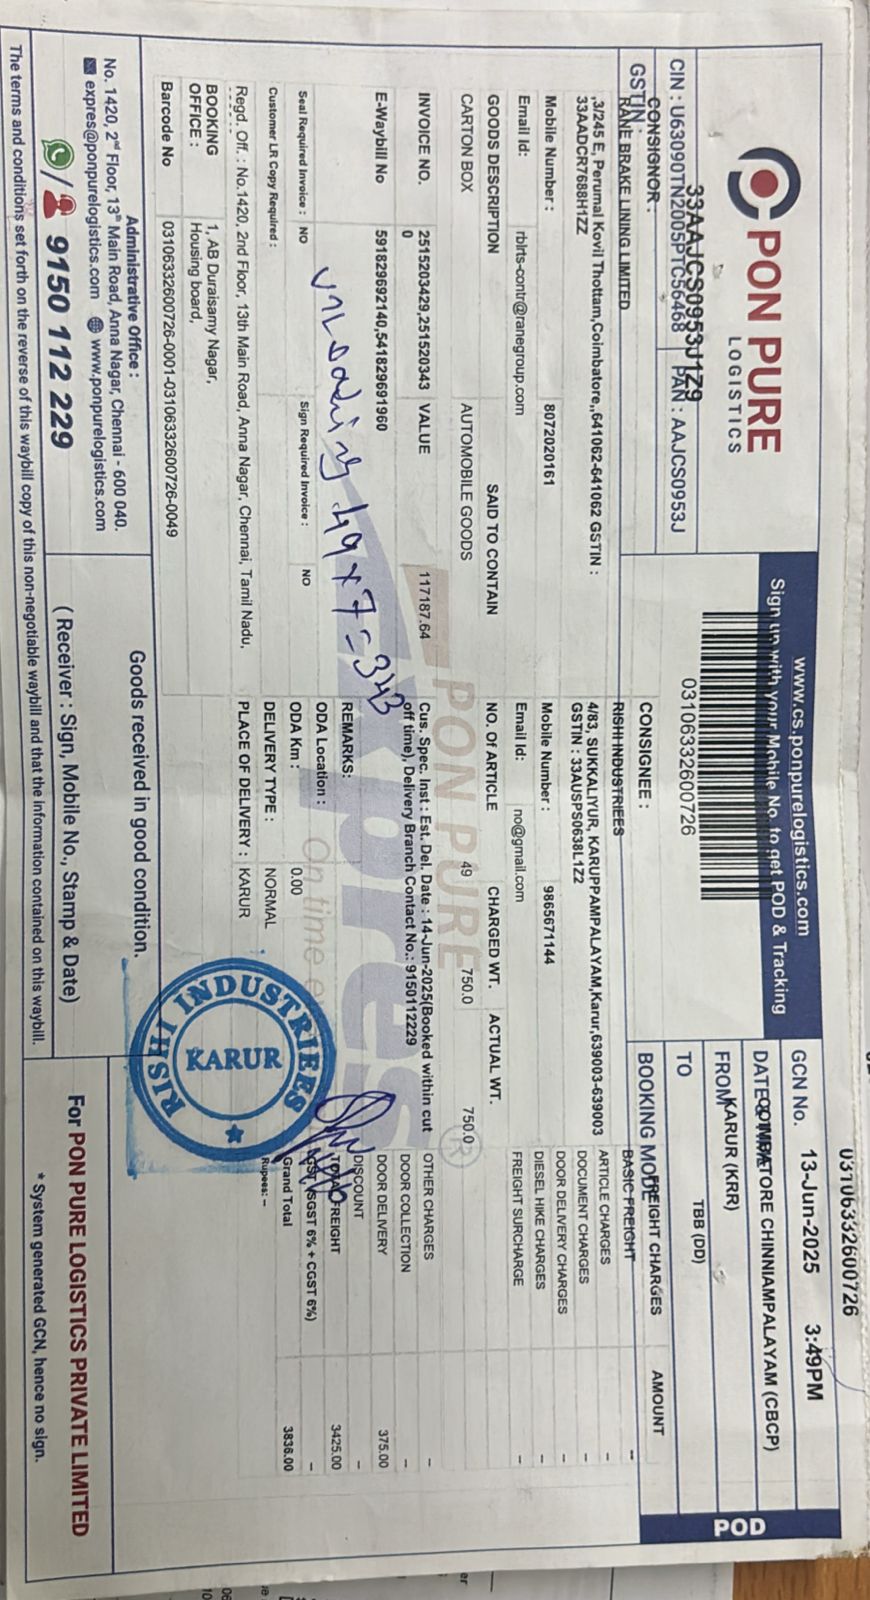 PON PURE
LOGISTICS
33AAJCS0953J1Z9
CIN : U63090TN2005PTC56468 PAN : AAJCS0953J
GSTIN :
www.cs.ponpurelogistics.com
Sign up with your Mobile No. to get POD & Tracking
03106332600726
03106332600726
GCN No.
13-Jun-2025 3:49PM
DATE & TIME
COIMBATORE CHINNIAMPALAYAM (CBCP)
FROM
KARUR (KRR)
TO
TBB (DD)
POD
CONSIGNOR :
RANE BRAKE LINING LIMITED
,3/245 E, Perumal Kovil Thottam,Coimbatore,,641062-641062 GSTIN :
33AADCR7688H1ZZ
Mobile Number : 8072020161
Email Id: rblrts-contr@ranegroup.com
CONSIGNEE :
RISHI INDUSTRIEES
4/83, SUKKALIYUR, KARUPPAMPALAYAM,Karur,639003-639003
GSTIN : 33AUSPS0638L1Z2
Mobile Number : 9865671144
Email Id: no@gmail.com
BOOKING MODE
FREIGHT CHARGES AMOUNT
BASIC FREIGHT –
ARTICLE CHARGES –
DOCUMENT CHARGES –
DOOR DELIVERY CHARGES –
DIESEL HIKE CHARGES –
FREIGHT SURCHARGE –
GOODS DESCRIPTION SAID TO CONTAIN NO. Of ARTICLE CHARGED WT. ACTUAL WT.
CARTON BOX AUTOMOBILE GOODS 49 750.0 750.0
INVOICE NO. 2515203429,251520343 VALUE 117187.64
0
E-Waybill No 591829692140,541829691960
Cus. Spec. Inst : Est. Del. Date : 14-Jun-2025(Booked within cut
off time), Delivery Branch Contact No.: 9150112229
OTHER CHARGES –
DOOR COLLECTION –
DOOR DELIVERY 375.00
DISCOUNT –
TOTAL FREIGHT 3425.00
GST (SGST 6% + CGST 6%) –
Grand Total 3836.00
Rupees: –
PON PURE
Expres
On time
R
unloading 49 x 7 = 343
Seal Required Invoice : NO Sign Required Invoice : NO
Customer LR Copy Required :
REMARKS:
ODA Location :
ODA Km : 0.00
DELIVERY TYPE : NORMAL
PLACE OF DELIVERY : KARUR
Regd. Off. : No.1420, 2nd Floor, 13th Main Road, Anna Nagar, Chennai, Tamil Nadu,
BOOKING
OFFICE :
1, AB Duraisamy Nagar,
Housing board,
Barcode No 03106332600726-0001-03106332600726-0049
RISHI INDUSTRIEES
KARUR
Administrative Office :
No. 1420, 2nd Floor, 13th Main Road, Anna Nagar, Chennai - 600 040.
expres@ponpurelogistics.com www.ponpurelogistics.com
/ 9150 112 229
Goods received in good condition.
( Receiver : Sign, Mobile No., Stamp & Date)
For PON PURE LOGISTICS PRIVATE LIMITED
* System generated GCN, hence no sign.
The terms and conditions set forth on the reverse of this waybill copy of this non-negotiable waybill and that the information contained on this waybill.